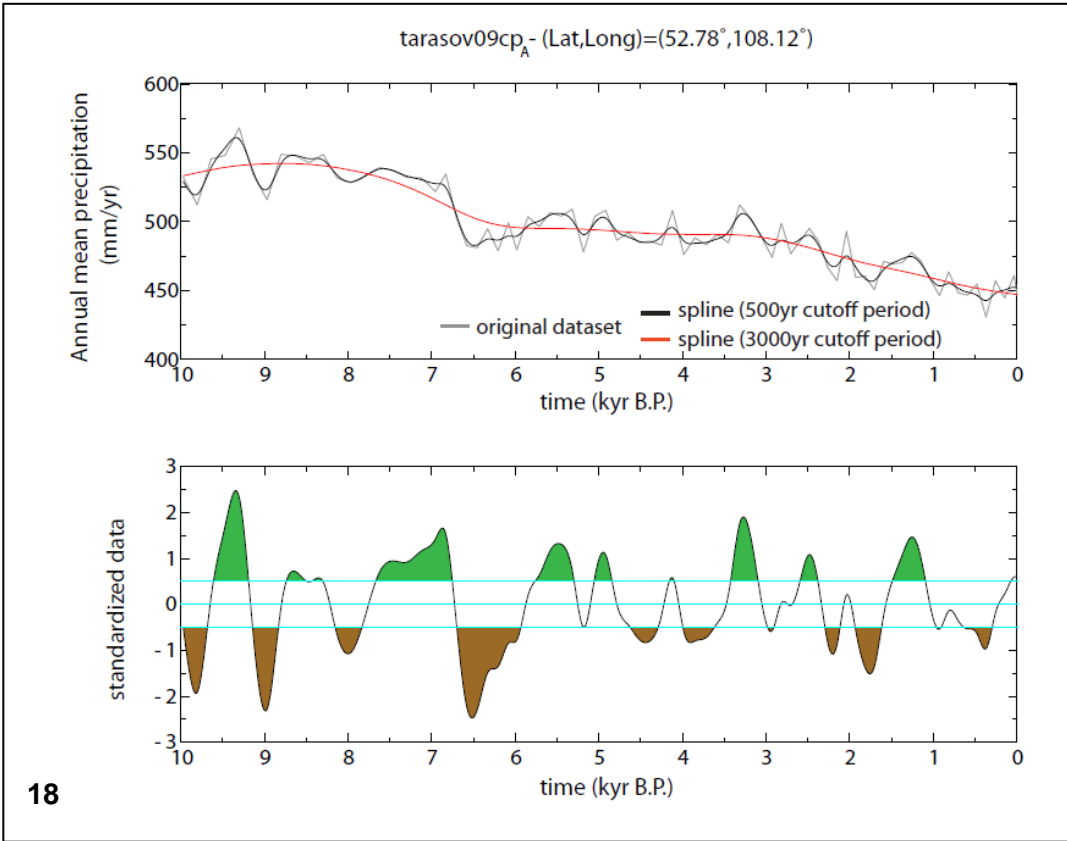 tarasov09cp_A- (Lat,Long)=(52.78°,108.12°)
Annual mean precipitation
(mm/yr)
600
550
500
450
400
original dataset
spline (500yr cutoff period)
spline (3000yr cutoff period)
10 9 8 7 6 5 4 3 2 1 0
time (kyr B.P.)
standardized data
3
2
1
0
- 1
- 2
- 3
10 9 8 7 6 5 4 3 2 1 0
time (kyr B.P.)
18